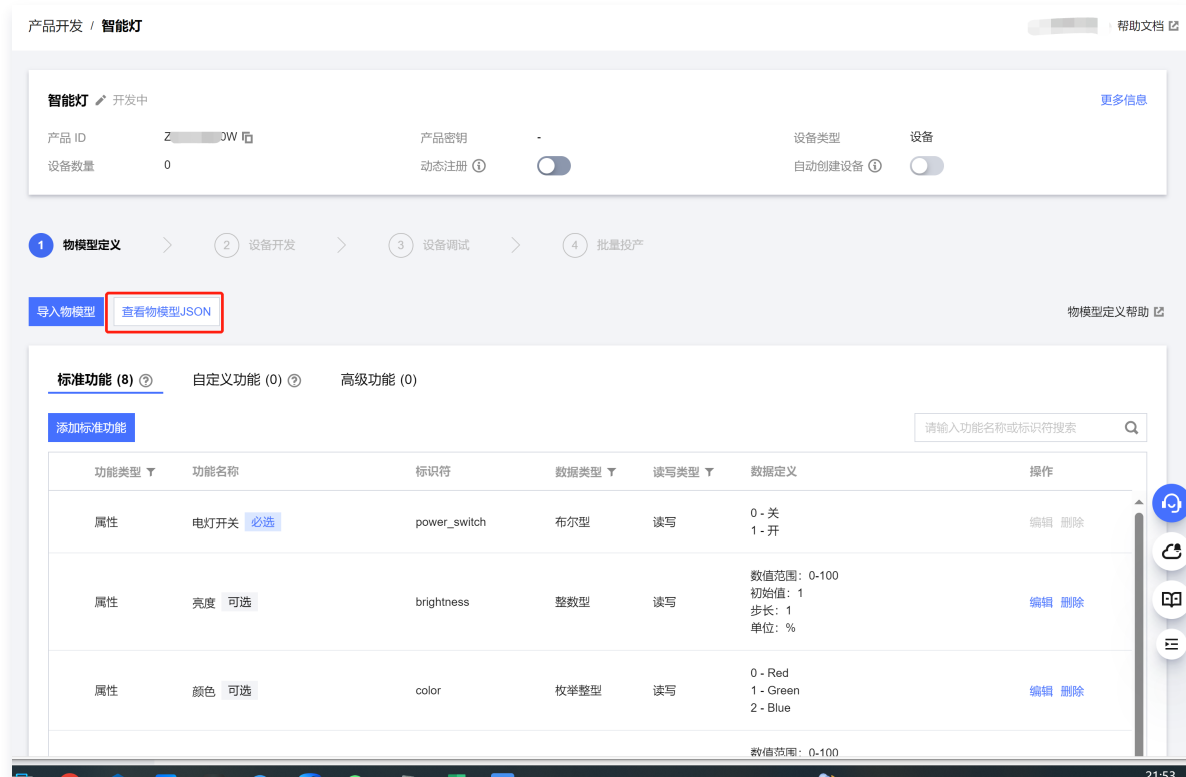 产品开发 / 智能灯
帮助文档
智能灯 开发中
更多信息
产品 ID
产品密钥 -
设备类型 设备
设备数量 0
动态注册
自动创建设备
1 物模型定义 2 设备开发 3 设备调试 4 批量投产
导入物模型 查看物模型JSON
物模型定义帮助
标准功能 (8) 自定义功能 (0) 高级功能 (0)
添加标准功能
请输入功能名称或标识符搜索
功能类型 功能名称 标识符 数据类型 读写类型 数据定义 操作
属性 电灯开关 必选 power_switch 布尔型 读写
0 - 关
1 - 开
编辑 删除
属性 亮度 可选 brightness 整数型 读写
数值范围：0-100
初始值：1
步长：1
单位：%
编辑 删除
属性 颜色 可选 color 枚举整型 读写
0 - Red
1 - Green
2 - Blue
编辑 删除
数值范围：0-100
21:53